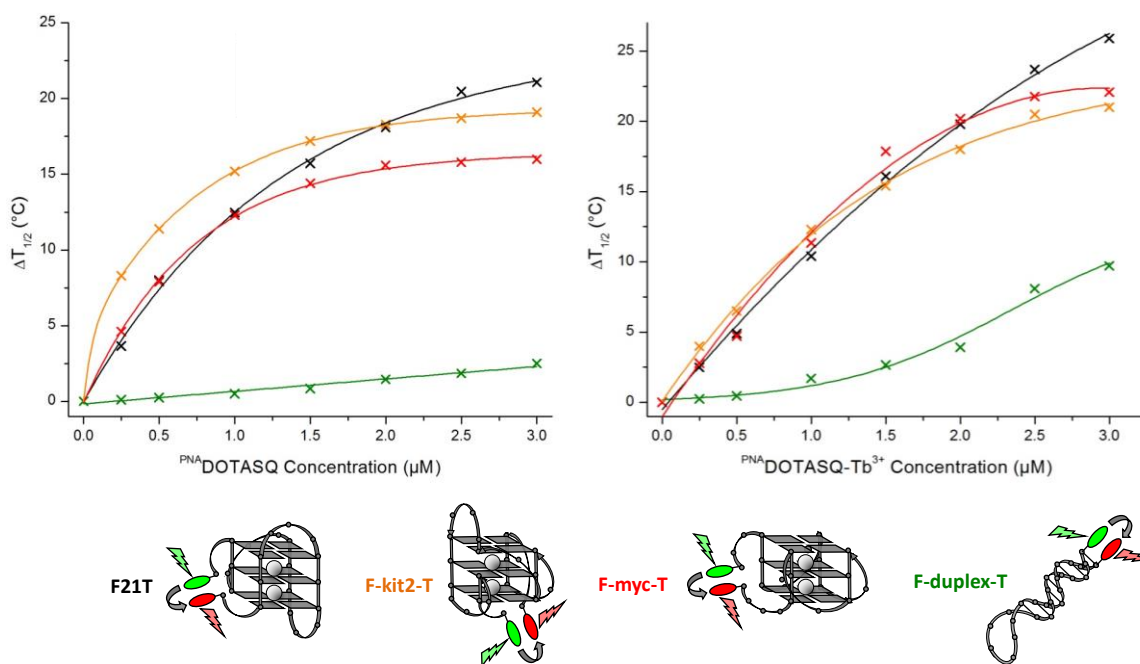 ΔT1/2 (°C)
25
20
15
10
5
0
0.0 0.5 1.0 1.5 2.0 2.5 3.0
PNADOTASQ Concentration (µM)
ΔT1/2 (°C)
25
20
15
10
5
0
0.0 0.5 1.0 1.5 2.0 2.5 3.0
PNADOTASQ-Tb3+ Concentration (µM)
F21T
F-kit2-T
F-myc-T
F-duplex-T